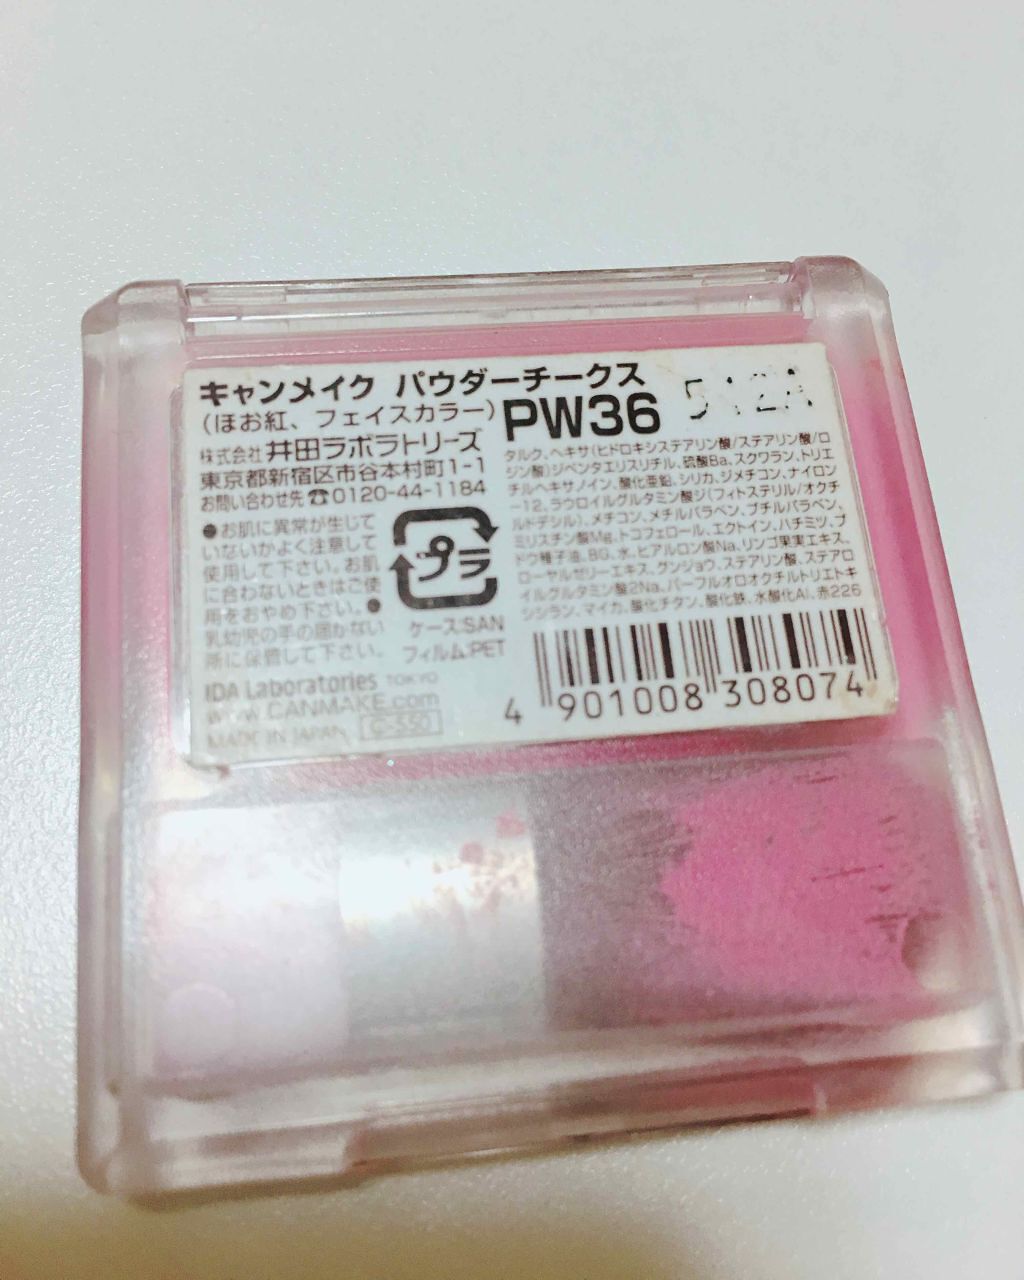 キャンメイク パウダーチークス
(ほお紅、フェイスカラー)
PW36
株式会社 井田ラボラトリーズ
東京都新宿区市谷本村町1-1
お問い合わせ先☎0120-44-1184
●お肌に異常が生じて
いないかよく注意して
使用して下さい。お肌
に合わないときはご使
用をおやめ下さい。●
乳幼児の手の届かない
所に保管して下さい。
プラ
ケース:SAN
フィルム:PET
IDA Laboratories TOKYO
www.CANMAKE.com
MADE IN JAPAN
C-550
タルク、ヘキサ(ヒドロキシステアリン酸/ステアリン酸/ロ
ジン酸)ジペンタエリスリチル、硫酸Ba、スクワラン、トリエ
チルヘキサノイン、酸化亜鉛、シリカ、ジメチコン、ナイロン
-12、ラウロイルグルタミン酸ジ(フィトステリル/オクチ
ルドデシル)、メチコン、メチルパラベン、ブチルパラベン、
ミリスチン酸Mg、トコフェロール、エクトイン、ハチミツ、ブ
ドウ種子油、BG、水、ヒアルロン酸Na、リンゴ果実エキス、
ローヤルゼリーエキス、グンジョウ、ステアリン酸、ステアロ
イルグルタミン酸2Na、パーフルオロオクチルトリエトキ
シシラン、マイカ、酸化チタン、酸化鉄、水酸化Al、赤226
4 901008 308074